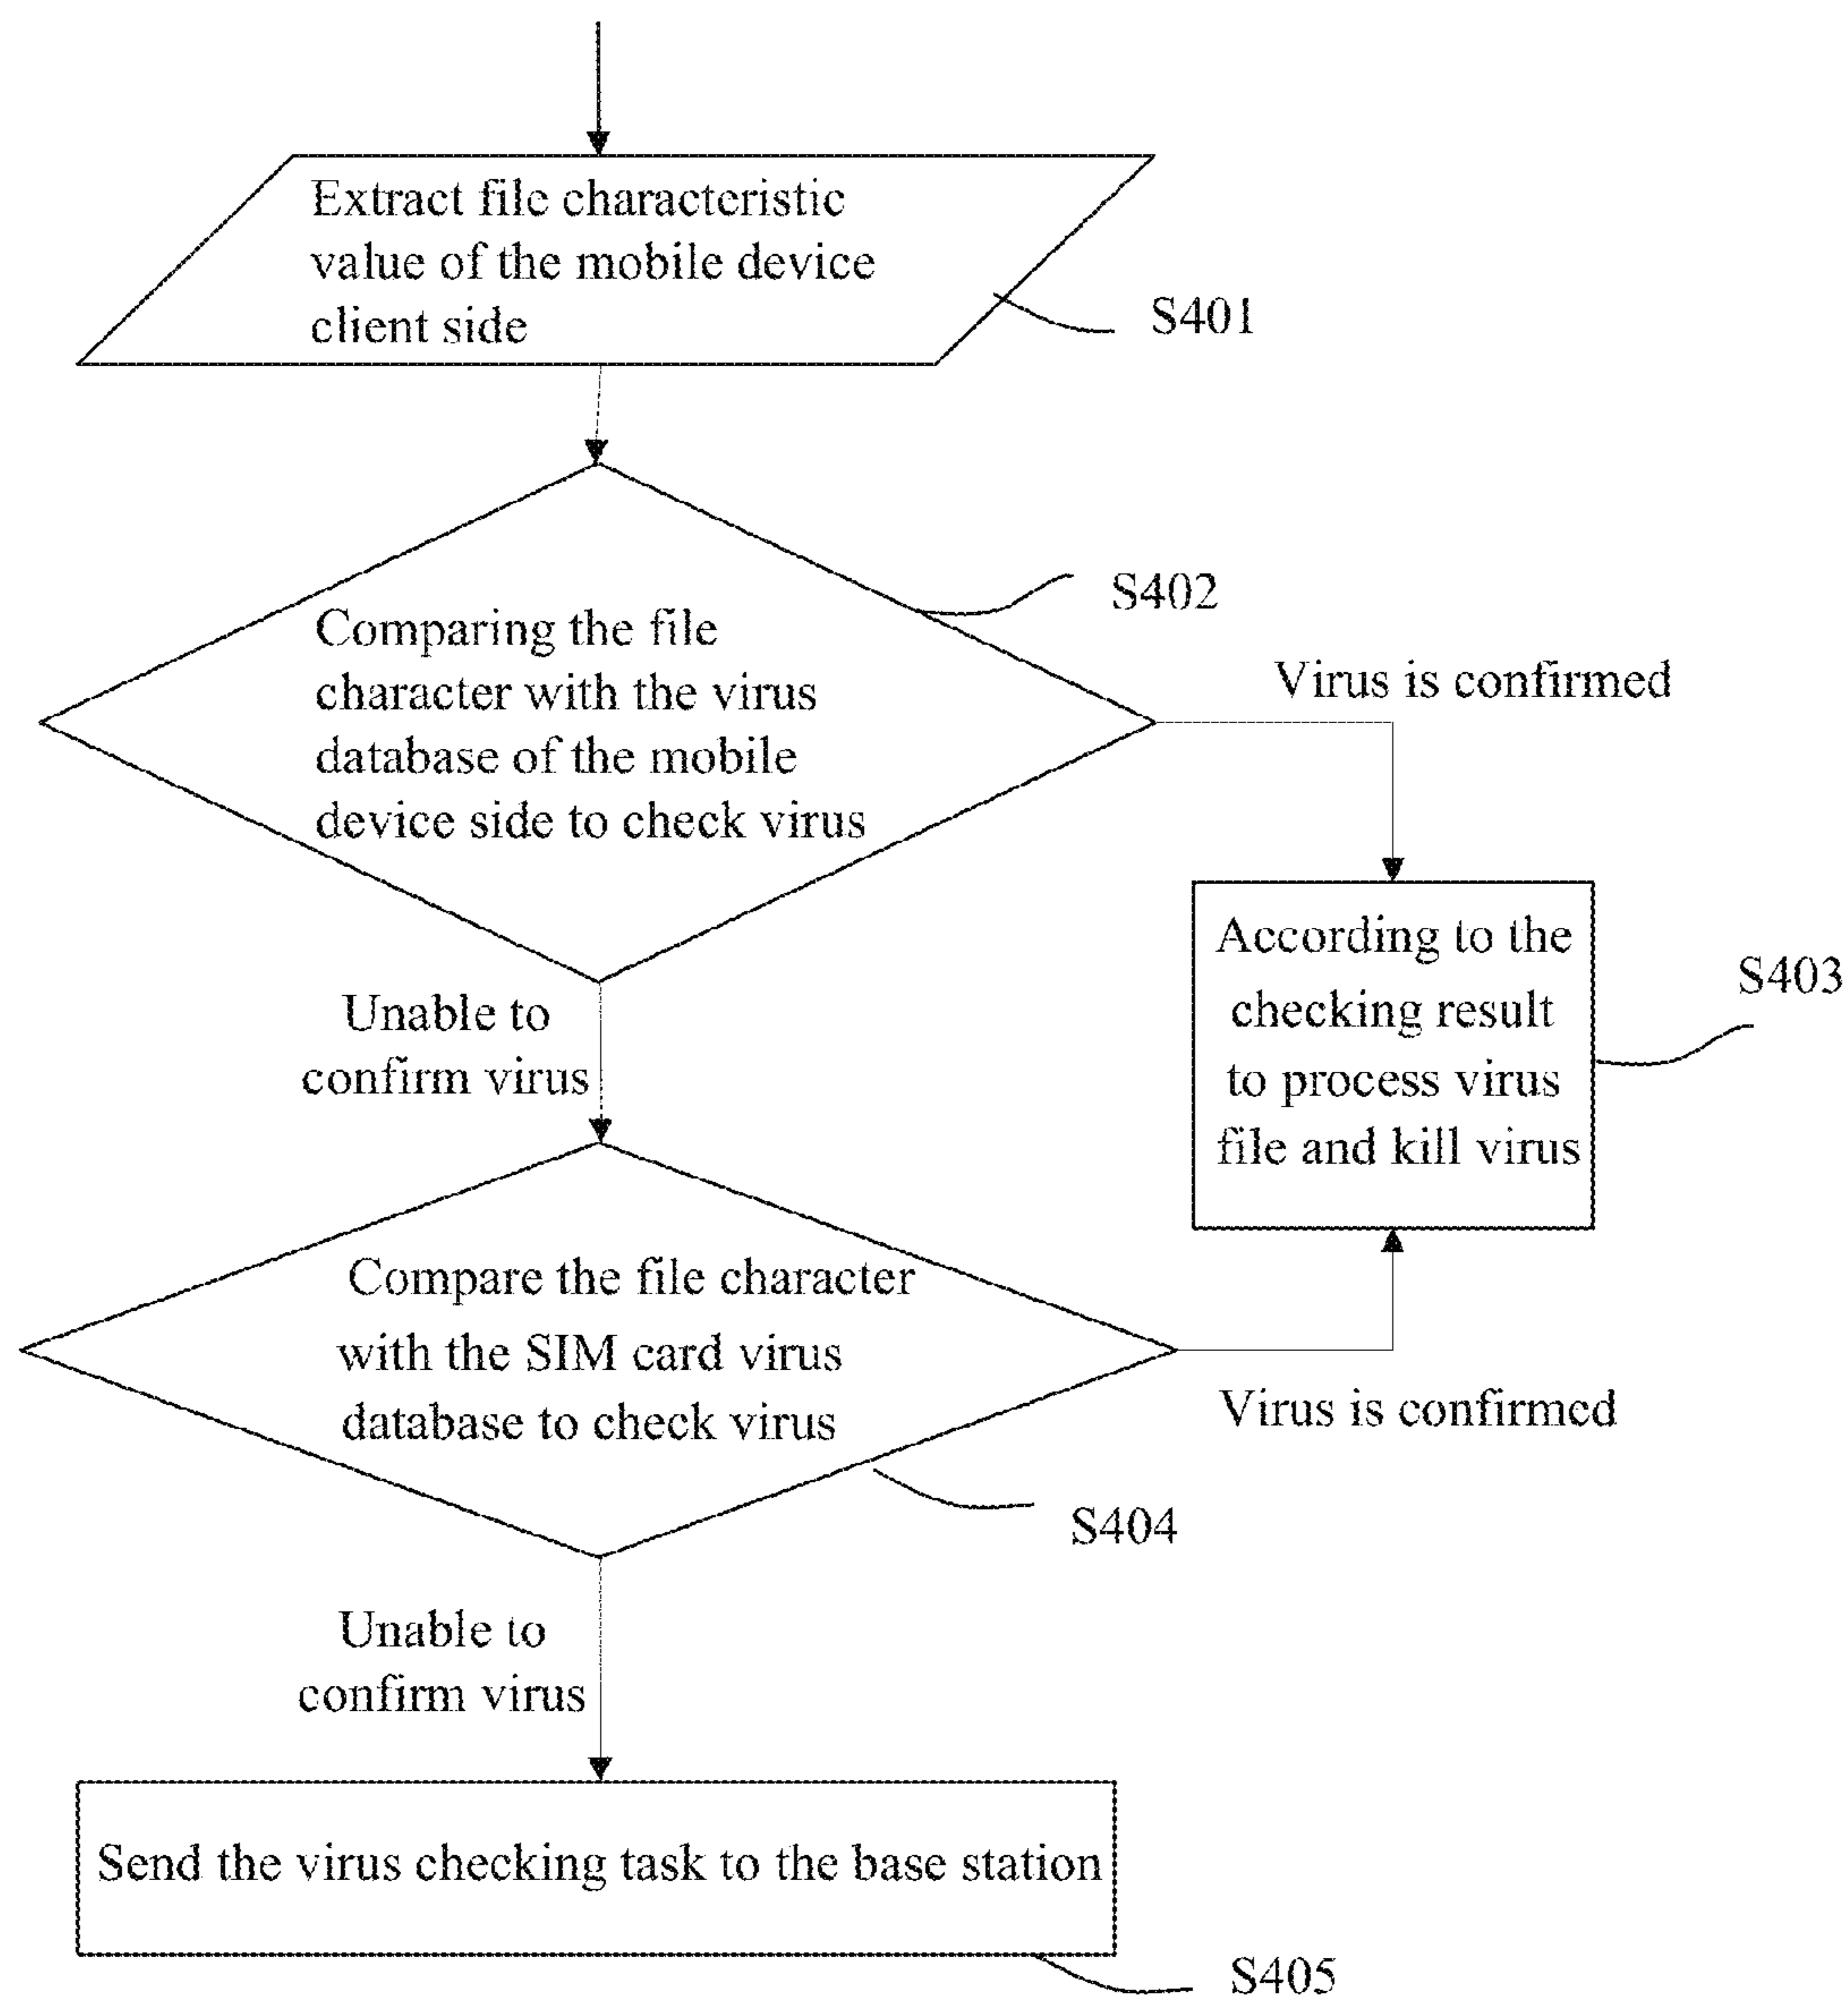 Extract file characteristic
value of the mobile device
client side
S401
S402
Comparing the file
character with the virus
database of the mobile
device side to check virus
Virus is confirmed
According to the
checking result
to process virus
file and kill virus
S403
Unable to
confirm virus
Compare the file character
with the SIM card virus
database to check virus
Virus is confirmed
S404
Unable to
confirm virus
Send the virus checking task to the base station
S405